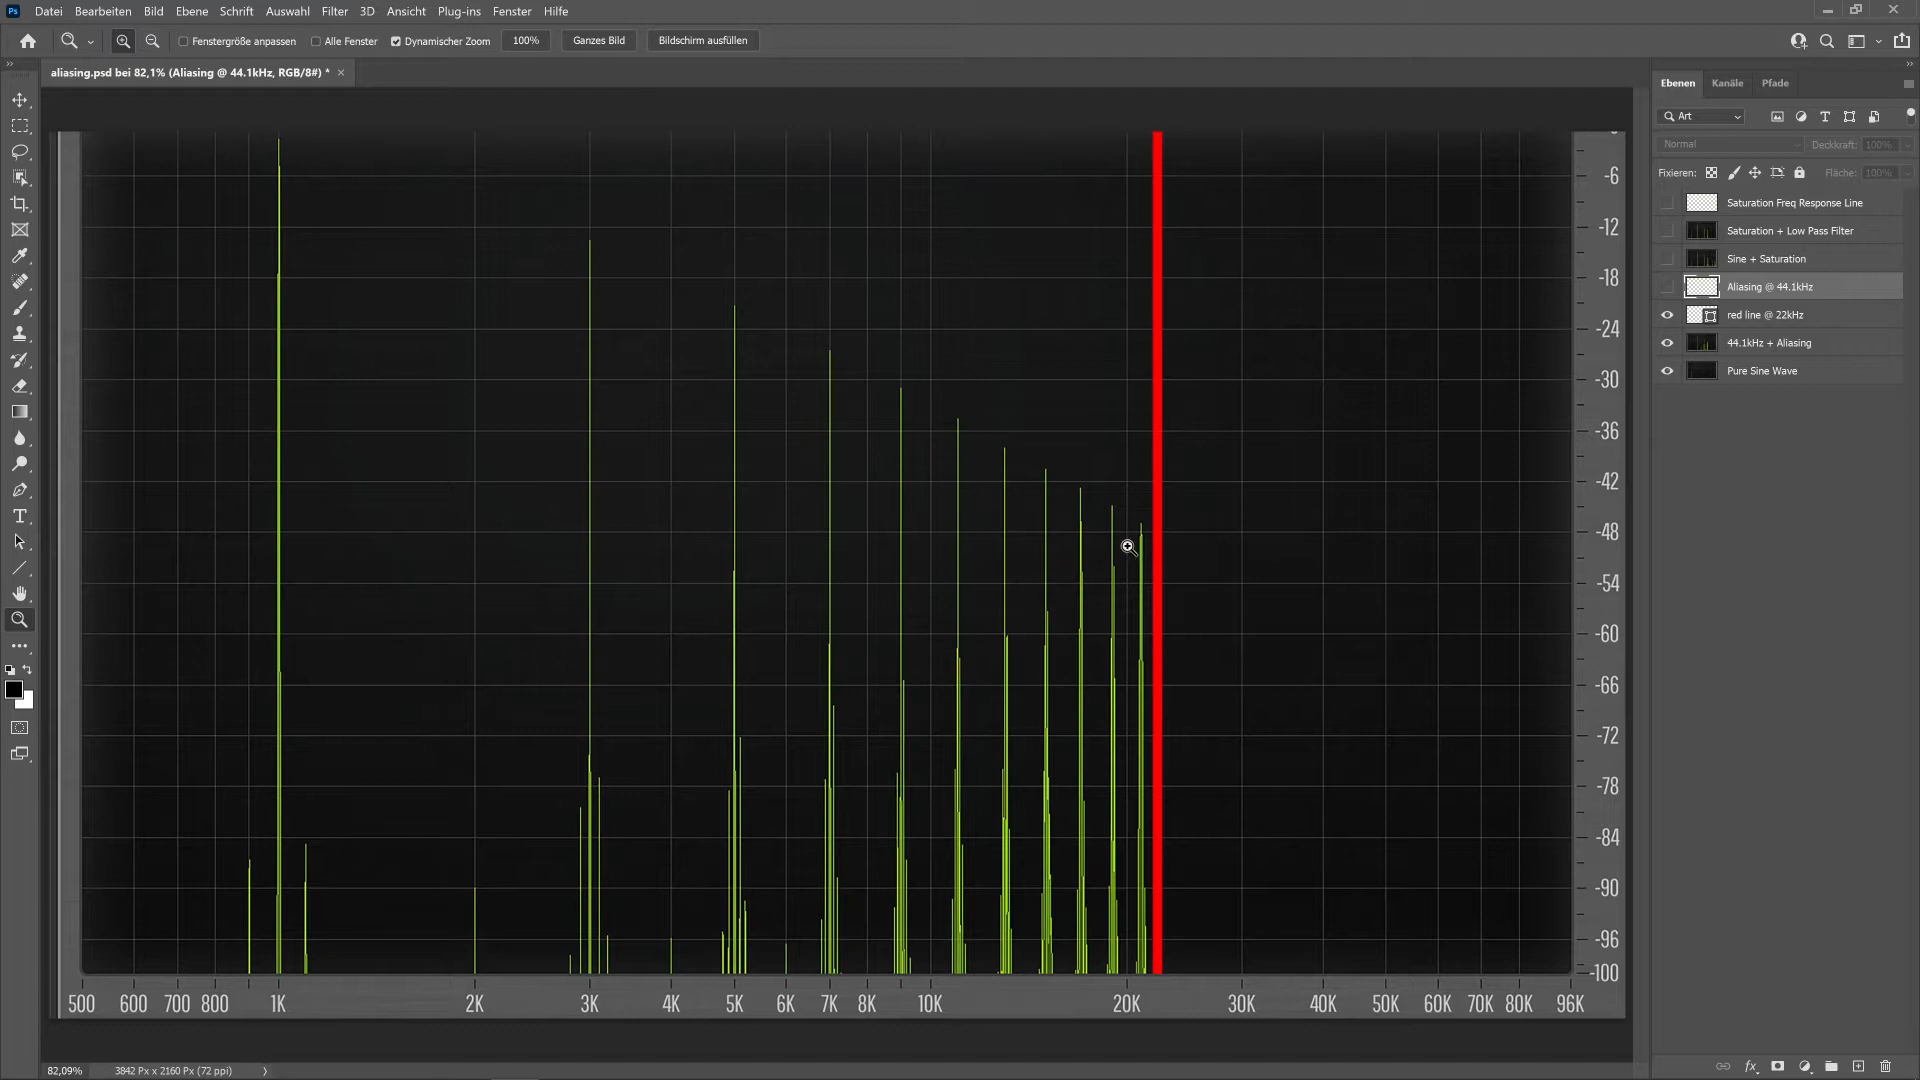 Ps Datei Bearbeiten Bild Ebene Schrift Auswahl Filter 3D Ansicht Plug-ins Fenster Hilfe
Fenstergröße anpassen Alle Fenster Dynamischer Zoom 100% Ganzes Bild Bildschirm ausfüllen
aliasing.psd bei 82,1% (Aliasing @ 44.1kHz, RGB/8#) *
Ebenen Kanäle Pfade
Art
Normal Deckkraft: 100%
Fixieren: Fläche: 100%
Saturation Freq Response Line
Saturation + Low Pass Filter
Sine + Saturation
Aliasing @ 44.1kHz
red line @ 22kHz
44.1kHz + Aliasing
Pure Sine Wave
-6
-12
-18
-24
-30
-36
-42
-48
-54
-60
-66
-72
-78
-84
-90
-96
-100
500 600 700 800 1K 2K 3K 4K 5K 6K 7K 8K 10K 20K 30K 40K 50K 60K 70K 80K 96K
82,09% 3842 Px x 2160 Px (72 ppi)
fx